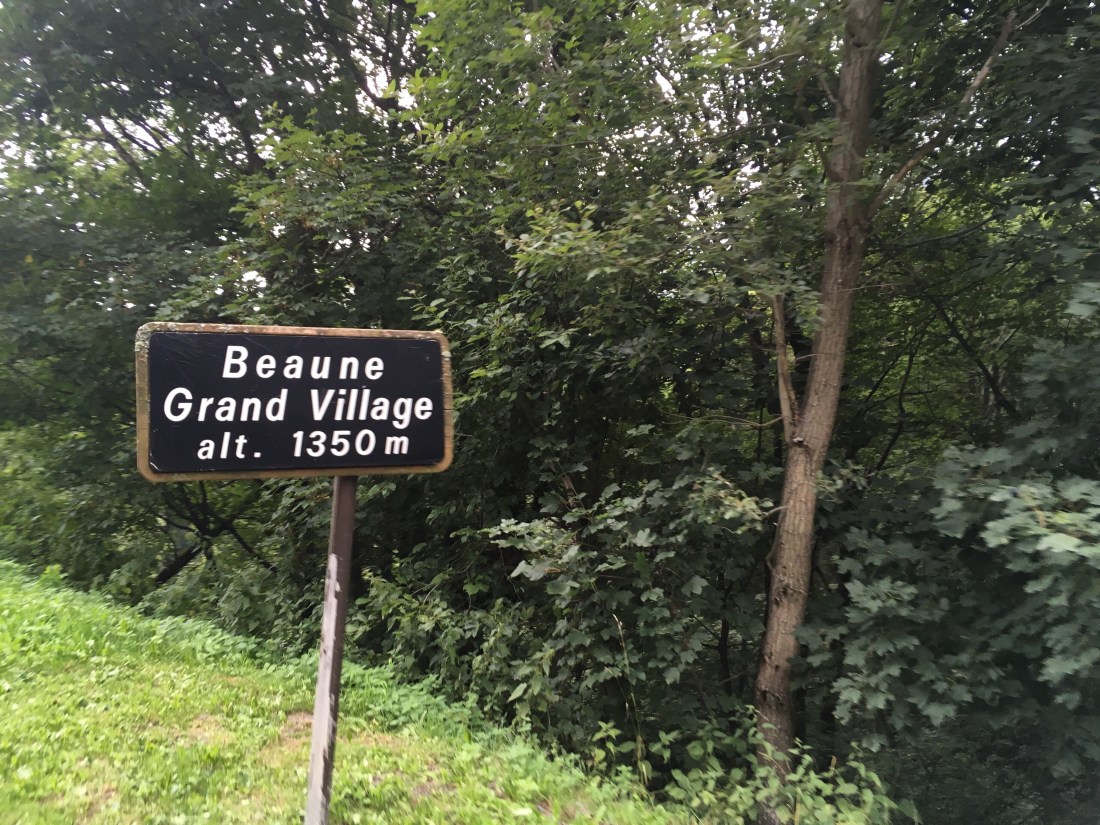 Beaune
Grand Village
alt. 1350 m